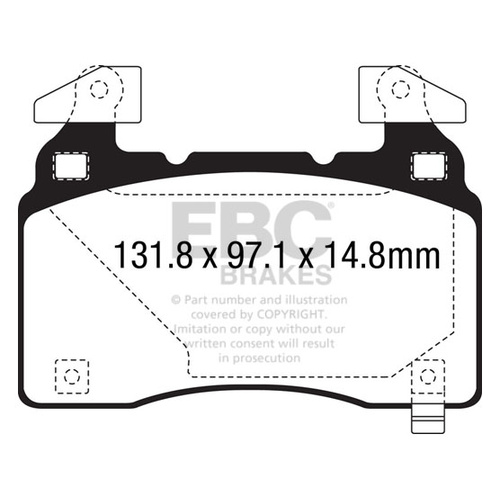 EBC
131.8 x 97.1 x 14.8mm
BRAKES
© Part number and illustration
covered by COPYRIGHT.
Imitation or copy without our
written consent will result
in prosecution